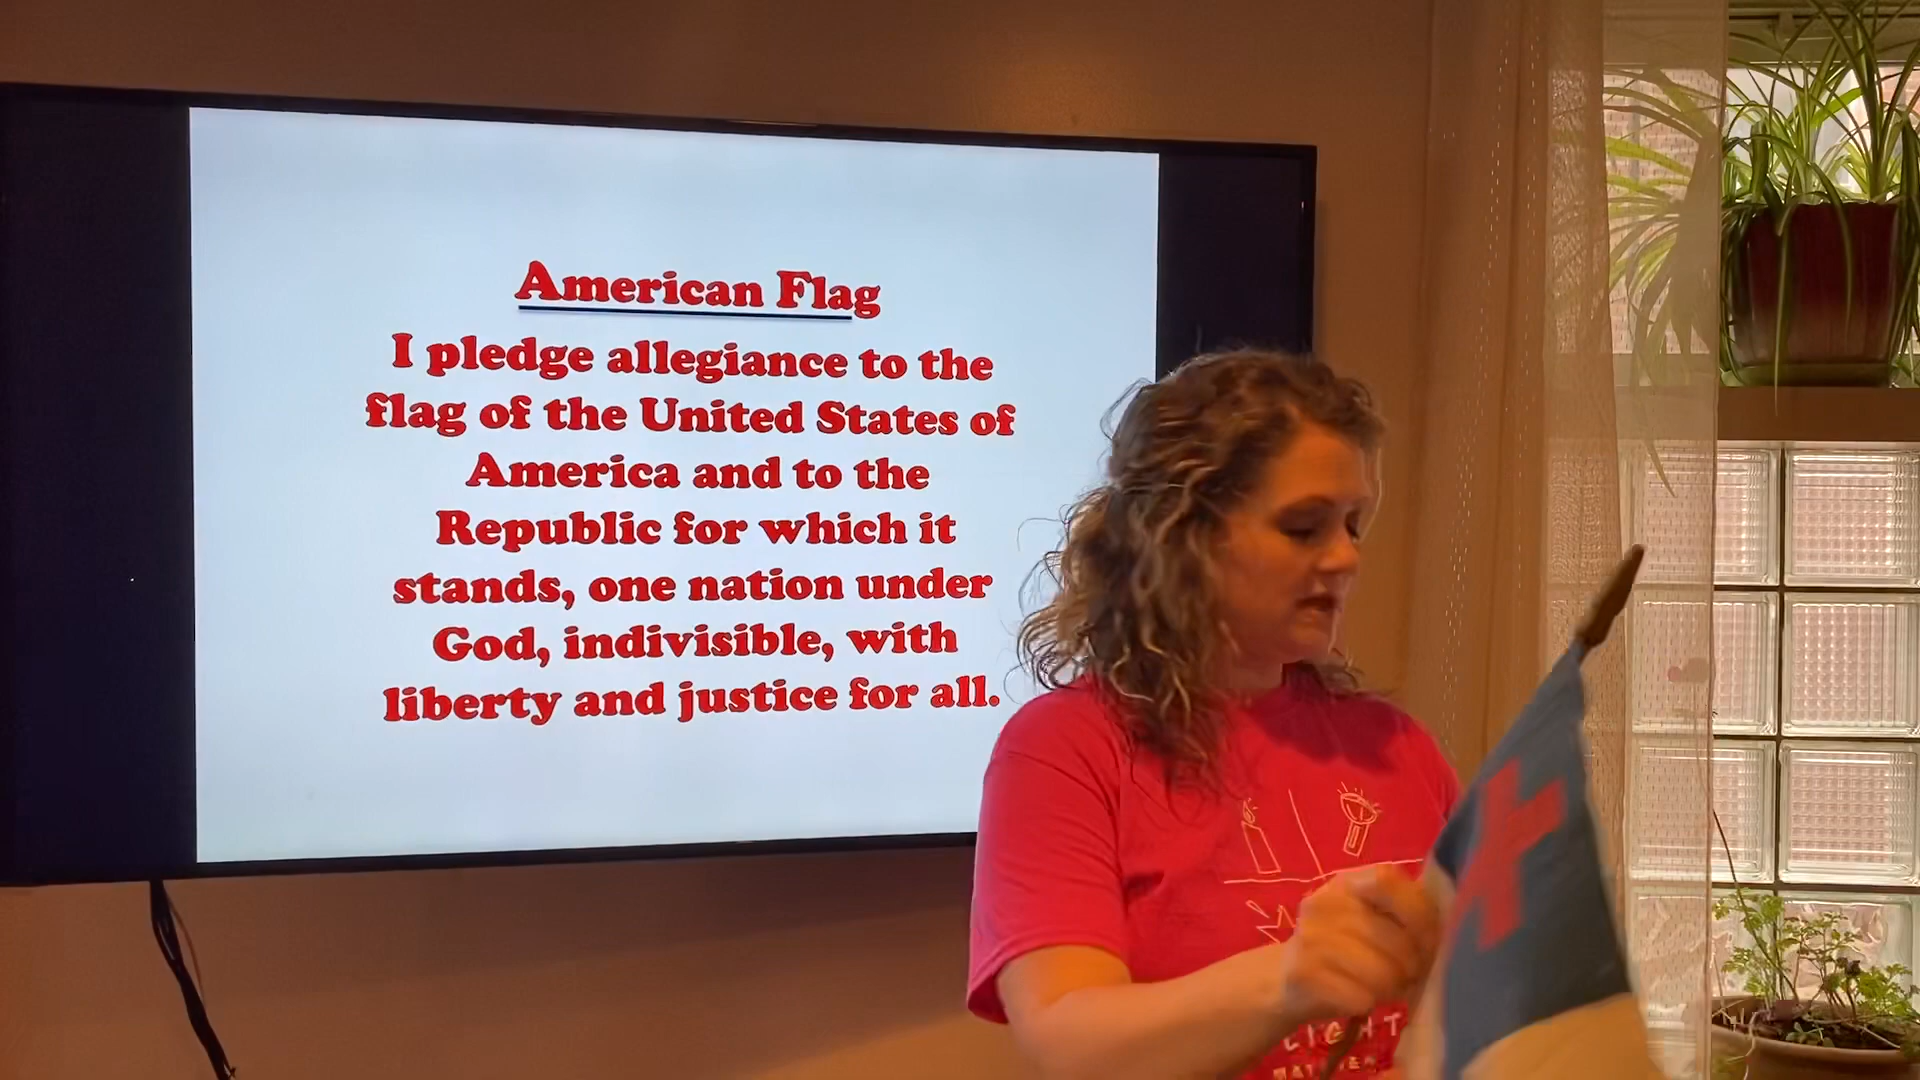 American Flag
I pledge allegiance to the
flag of the United States of
America and to the
Republic for which it
stands, one nation under
God, indivisible, with
liberty and justice for all.
LIGHT